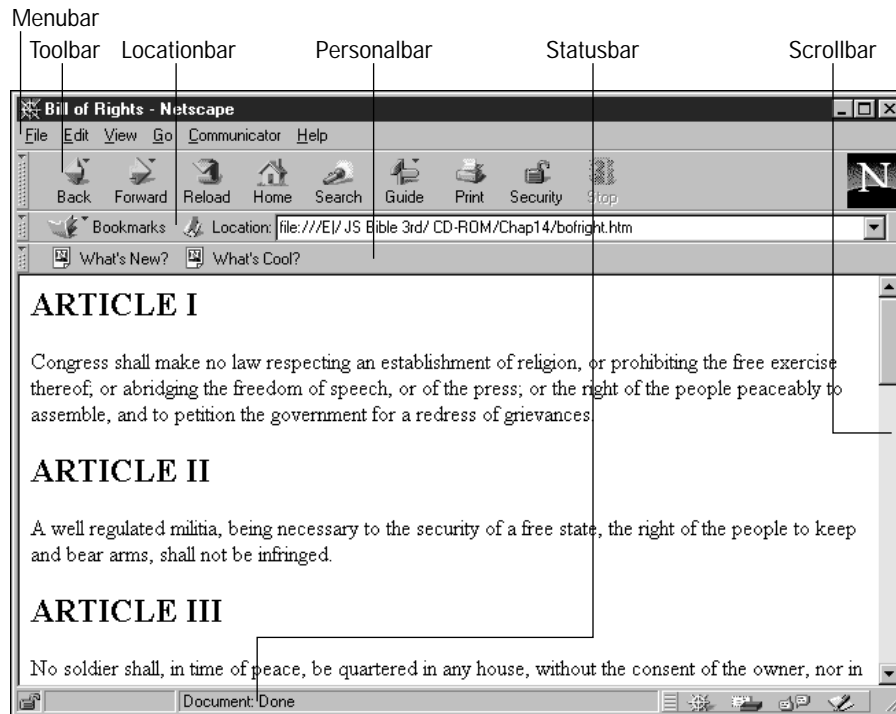 Menubar
Toolbar Locationbar Personalbar Statusbar Scrollbar
Bill of Rights - Netscape
File Edit View Go Communicator Help
Back Forward Reload Home Search Guide Print Security Stop
N
Bookmarks Location: file:///E|/ JS Bible 3rd/ CD-ROM/Chap14/bofright.htm
What's New? What's Cool?
ARTICLE I
Congress shall make no law respecting an establishment of religion, or prohibiting the free exercise
thereof; or abridging the freedom of speech, or of the press; or the right of the people peaceably to
assemble, and to petition the government for a redress of grievances.
ARTICLE II
A well regulated militia, being necessary to the security of a free state, the right of the people to keep
and bear arms, shall not be infringed.
ARTICLE III
No soldier shall, in time of peace, be quartered in any house, without the consent of the owner, nor in
Document: Done